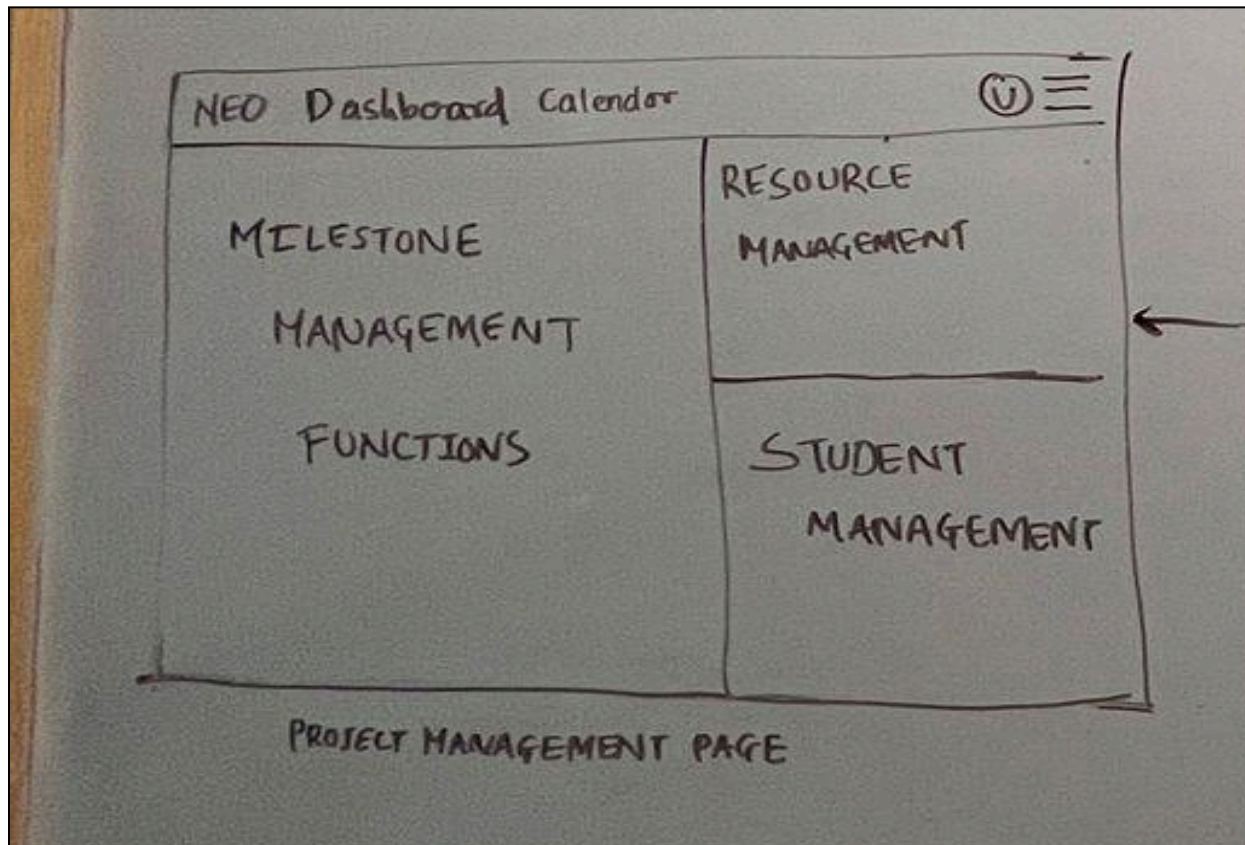 NEO Dashboard Calendar
U
MILESTONE
MANAGEMENT
FUNCTIONS
RESOURCE
MANAGEMENT
STUDENT
MANAGEMENT
PROJECT MANAGEMENT PAGE